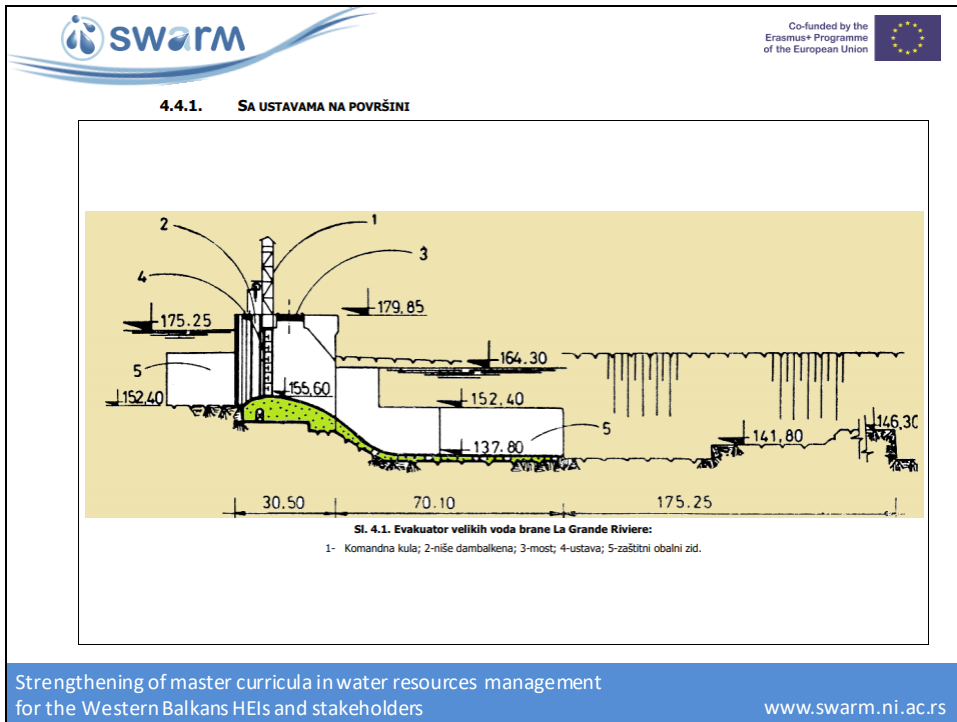 swarm
Co-funded by the
Erasmus+ Programme
of the European Union
4.4.1. SA USTAVAMA NA POVRŠINI
2
1
3
4
179,85
175.25
164.30
5
152,40
155,60
152,40
146,30
5
141,80
137.80
30,50
70.10
175.25
Sl. 4.1. Evakuator velikih voda brane La Grande Riviere:
1- Komandna kula; 2-niše dambalkena; 3-most; 4-ustava; 5-zaštitni obalni zid.
Strengthening of master curricula in water resources management
for the Western Balkans HEIs and stakeholders
www.swarm.ni.ac.rs